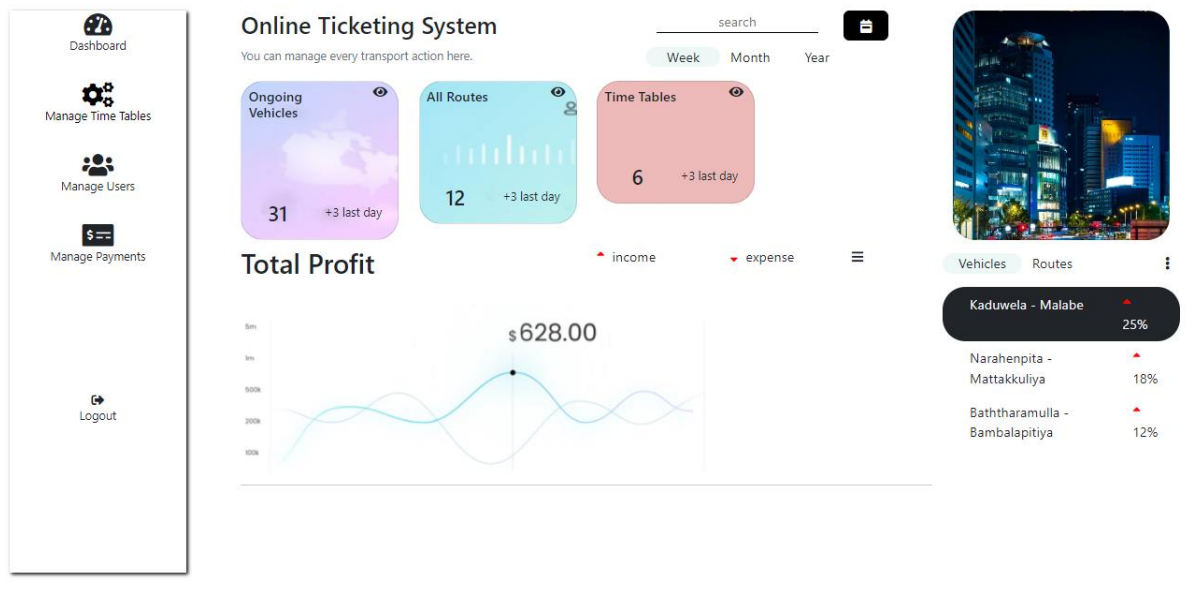 Dashboard
Manage Time Tables
Manage Users
Manage Payments
Logout
Online Ticketing System
You can manage every transport action here.
search
Week Month Year
Ongoing
Vehicles
31 +3 last day
All Routes
12 +3 last day
Time Tables
6 +3 last day
Total Profit
income expense
$628.00
5m
1m
500k
200k
100k
Vehicles Routes
Kaduwela - Malabe
25%
Narahenpita -
Mattakkuliya 18%
Baththaramulla -
Bambalapitiya 12%